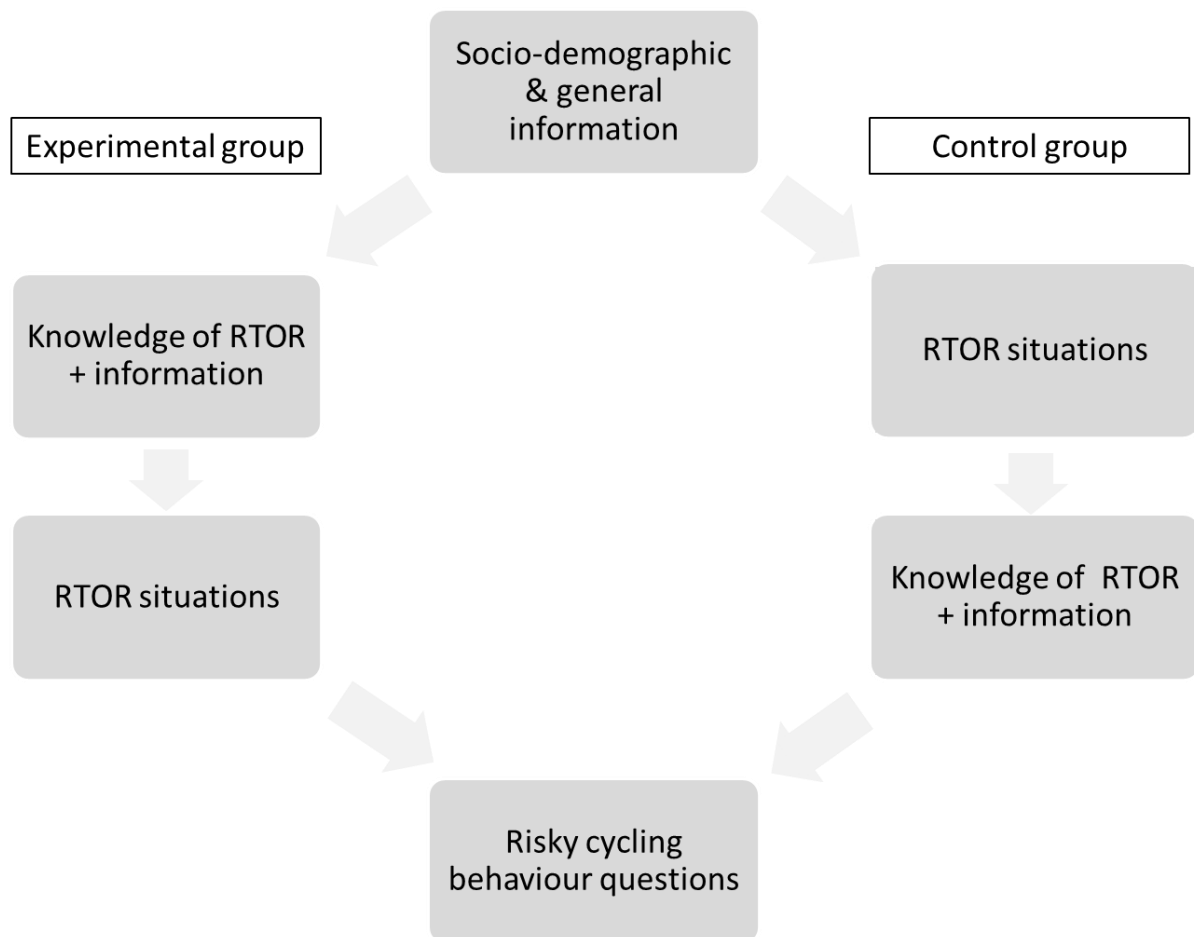 Socio-demographic
& general
information
Experimental group
Control group
Knowledge of RTOR
+ information
RTOR situations
RTOR situations
Knowledge of RTOR
+ information
Risky cycling
behaviour questions